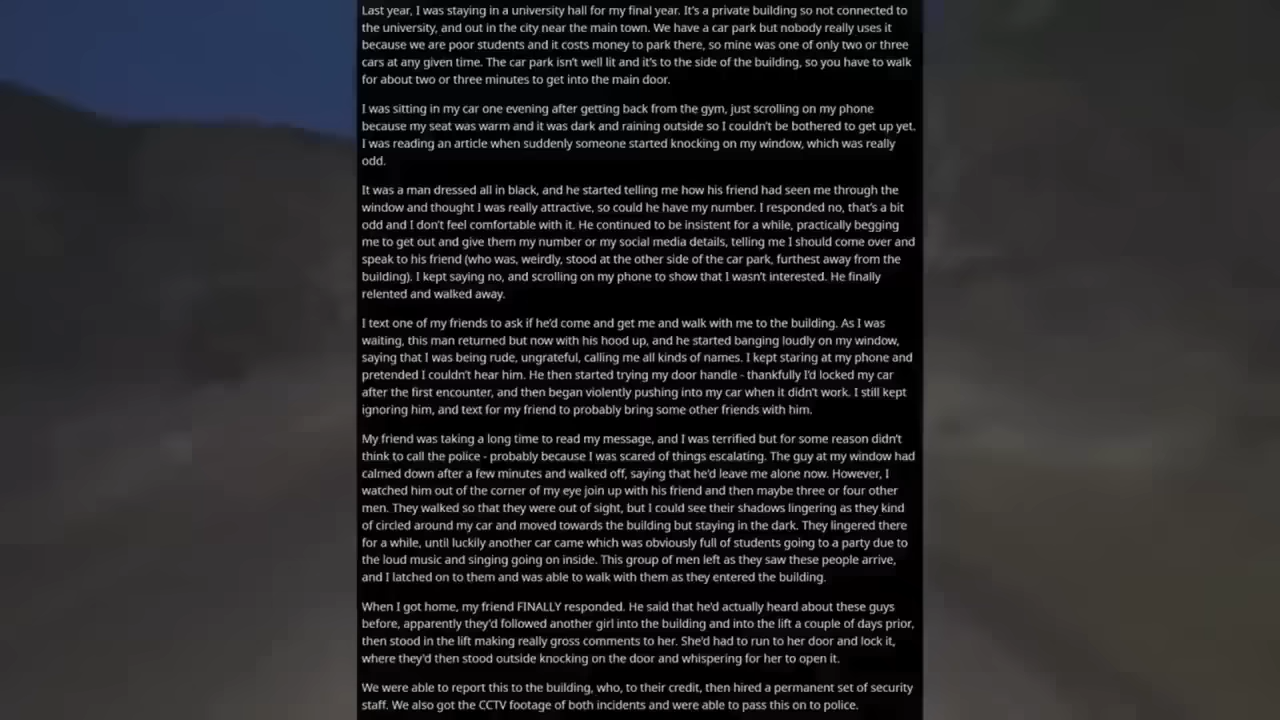 Last year, I was staying in a university hall for my final year. It's a private building so not connected to
the university, and out in the city near the main town. We have a car park but nobody really uses it
because we are poor students and it costs money to park there, so mine was one of only two or three
cars at any given time. The car park isn't well lit and it's to the side of the building, so you have to walk
for about two or three minutes to get into the main door.
I was sitting in my car one evening after getting back from the gym, just scrolling on my phone
because my seat was warm and it was dark and raining outside so I couldn't be bothered to get up yet.
I was reading an article when suddenly someone started knocking on my window, which was really
odd.
It was a man dressed all in black, and he started telling me how his friend had seen me through the
window and thought I was really attractive, so could he have my number. I responded no, that's a bit
odd and I don't feel comfortable with it. He continued to be insistent for a while, practically begging
me to get out and give them my number or my social media details, telling me I should come over and
speak to his friend (who was, weirdly, stood at the other side of the car park, furthest away from the
building). I kept saying no, and scrolling on my phone to show that I wasn't interested. He finally
relented and walked away.
I text one of my friends to ask if he'd come and get me and walk with me to the building. As I was
waiting, this man returned but now with his hood up, and he started banging loudly on my window,
saying that I was being rude, ungrateful, calling me all kinds of names. I kept staring at my phone and
pretended I couldn't hear him. He then started trying my door handle - thankfully I'd locked my car
after the first encounter, and then began violently pushing into my car when it didn't work. I still kept
ignoring him, and text for my friend to probably bring some other friends with him.
My friend was taking a long time to read my message, and I was terrified but for some reason didn't
think to call the police - probably because I was scared of things escalating. The guy at my window had
calmed down after a few minutes and walked off, saying that he'd leave me alone now. However, I
watched him out of the corner of my eye join up with his friend and then maybe three or four other
men. They walked so that they were out of sight, but I could see their shadows lingering as they kind
of circled around my car and moved towards the building but staying in the dark. They lingered there
for a while, until luckily another car came which was obviously full of students going to a party due to
the loud music and singing going on inside. This group of men left as they saw these people arrive,
and I latched on to them and was able to walk with them as they entered the building.
When I got home, my friend FINALLY responded. He said that he'd actually heard about these guys
before, apparently they'd followed another girl into the building and into the lift a couple of days prior,
then stood in the lift making really gross comments to her. She'd had to run to her door and lock it,
where they'd then stood outside knocking on the door and whispering for her to open it.
We were able to report this to the building, who, to their credit, then hired a permanent set of security
staff. We also got the CCTV footage of both incidents and were able to pass this on to police.